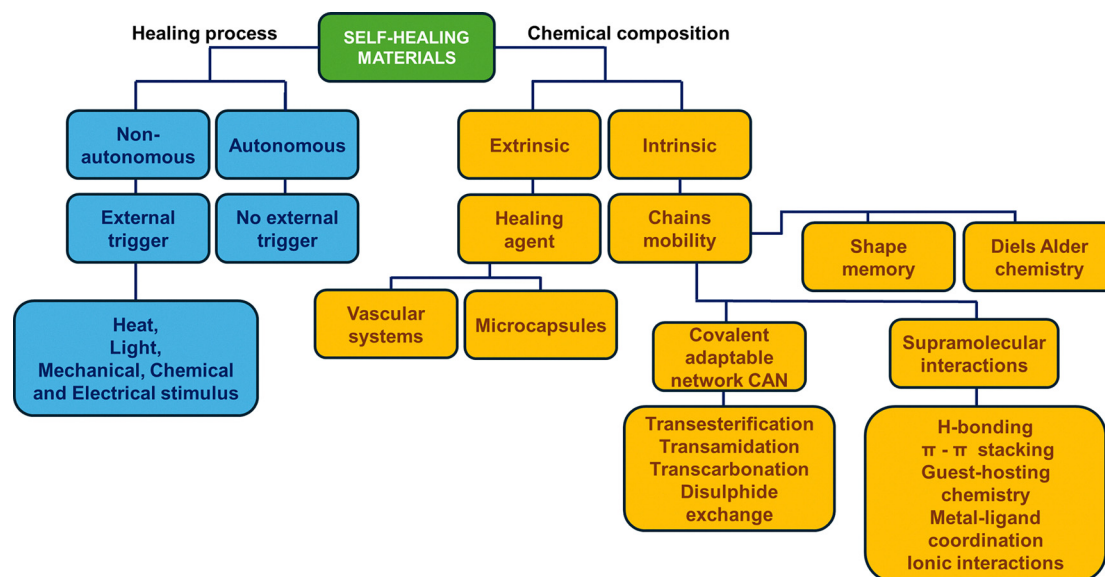 Healing process
SELF-HEALING
MATERIALS
Chemical composition
Non-
autonomous
Autonomous
Extrinsic
Intrinsic
External
trigger
No external
trigger
Healing
agent
Chains
mobility
Shape
memory
Diels Alder
chemistry
Heat,
Light,
Mechanical, Chemical
and Electrical stimulus
Vascular
systems
Microcapsules
Covalent
adaptable
network CAN
Supramolecular
interactions
Transesterification
Transamidation
Transcarbonation
Disulphide
exchange
H-bonding
π - π stacking
Guest-hosting
chemistry
Metal-ligand
coordination
Ionic interactions